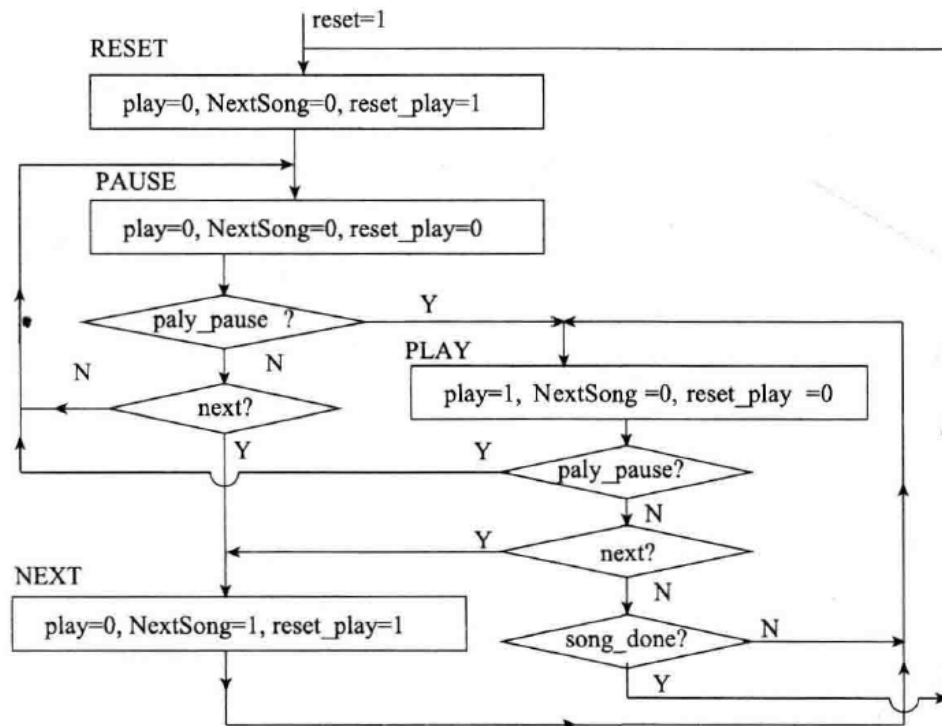 reset=1
RESET
play=0, NextSong=0, reset_play=1
PAUSE
play=0, NextSong=0, reset_play=0
paly_pause ?
Y
N
N
next?
Y
PLAY
play=1, NextSong =0, reset_play =0
Y
paly_pause?
N
Y
next?
N
NEXT
play=0, NextSong=1, reset_play=1
song_done?
N
Y